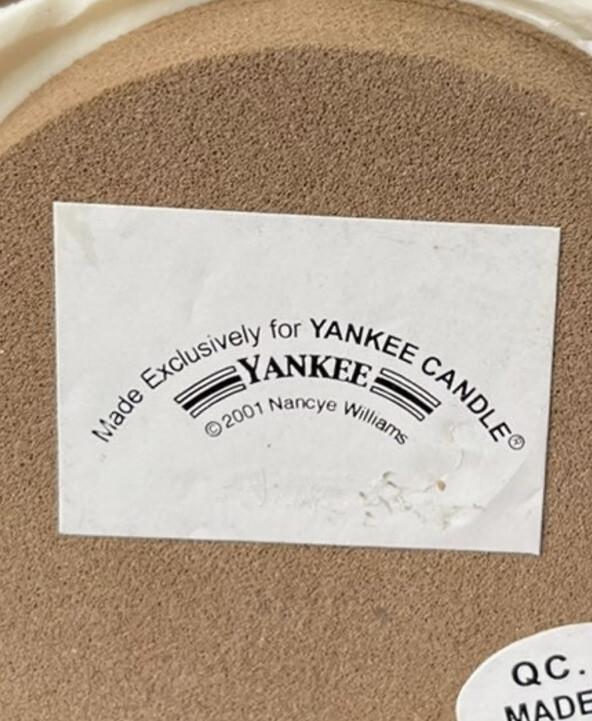 Made Exclusively for YANKEE CANDLE®
YANKEE
©2001 Nancye Williams
QC.
MADE